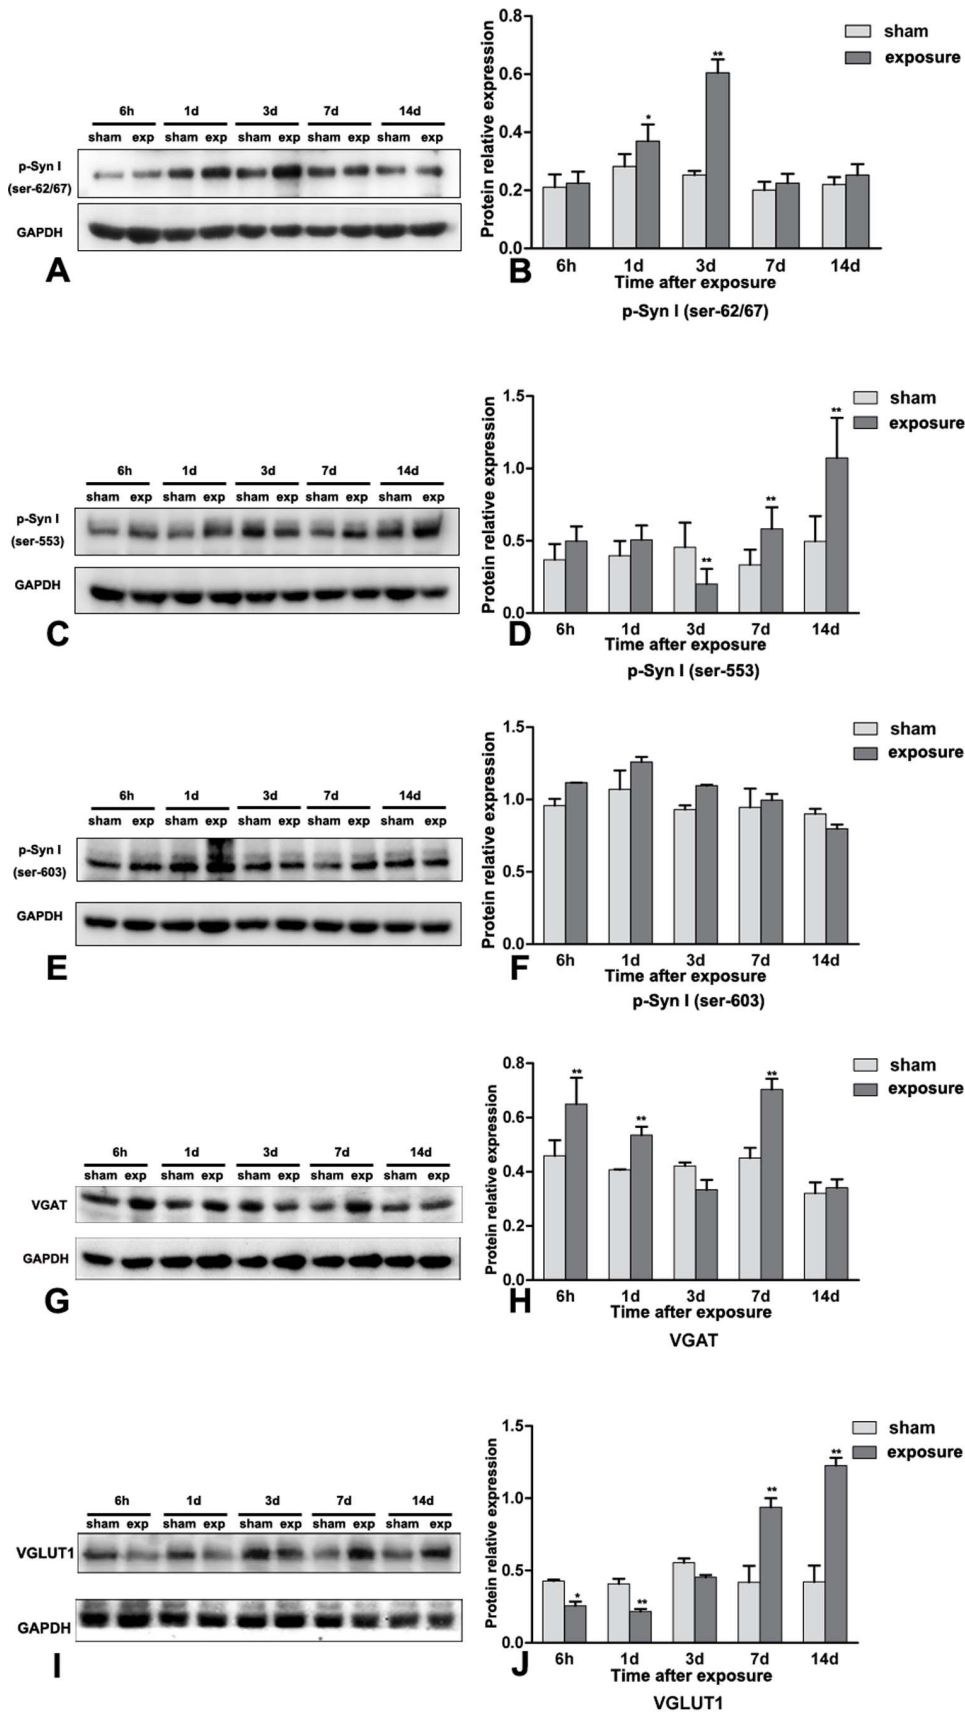 6h 1d 3d 7d 14d
sham exp sham exp sham exp sham exp sham exp
p-Syn I
(ser-62/67)
GAPDH
A
0.8
0.6
0.4
0.2
0.0
Protein relative expression
sham
exposure
*
**
6h 1d 3d 7d 14d
Time after exposure
B
p-Syn I (ser-62/67)
6h 1d 3d 7d 14d
sham exp sham exp sham exp sham exp sham exp
p-Syn I
(ser-553)
GAPDH
C
1.5
1.0
0.5
0.0
Protein relative expression
sham
exposure
**
**
**
6h 1d 3d 7d 14d
Time after exposure
D
p-Syn I (ser-553)
6h 1d 3d 7d 14d
sham exp sham exp sham exp sham exp sham exp
p-Syn I
(ser-603)
GAPDH
E
1.5
1.0
0.5
0.0
Protein relative expression
sham
exposure
6h 1d 3d 7d 14d
Time after exposure
F
p-Syn I (ser-603)
6h 1d 3d 7d 14d
sham exp sham exp sham exp sham exp sham exp
VGAT
GAPDH
G
0.8
0.6
0.4
0.2
0.0
Protein relative expression
sham
exposure
**
**
**
6h 1d 3d 7d 14d
Time after exposure
H
VGAT
6h 1d 3d 7d 14d
sham exp sham exp sham exp sham exp sham exp
VGLUT1
GAPDH
I
1.5
1.0
0.5
0.0
Protein relative expression
sham
exposure
*
**
**
**
6h 1d 3d 7d 14d
Time after exposure
J
VGLUT1